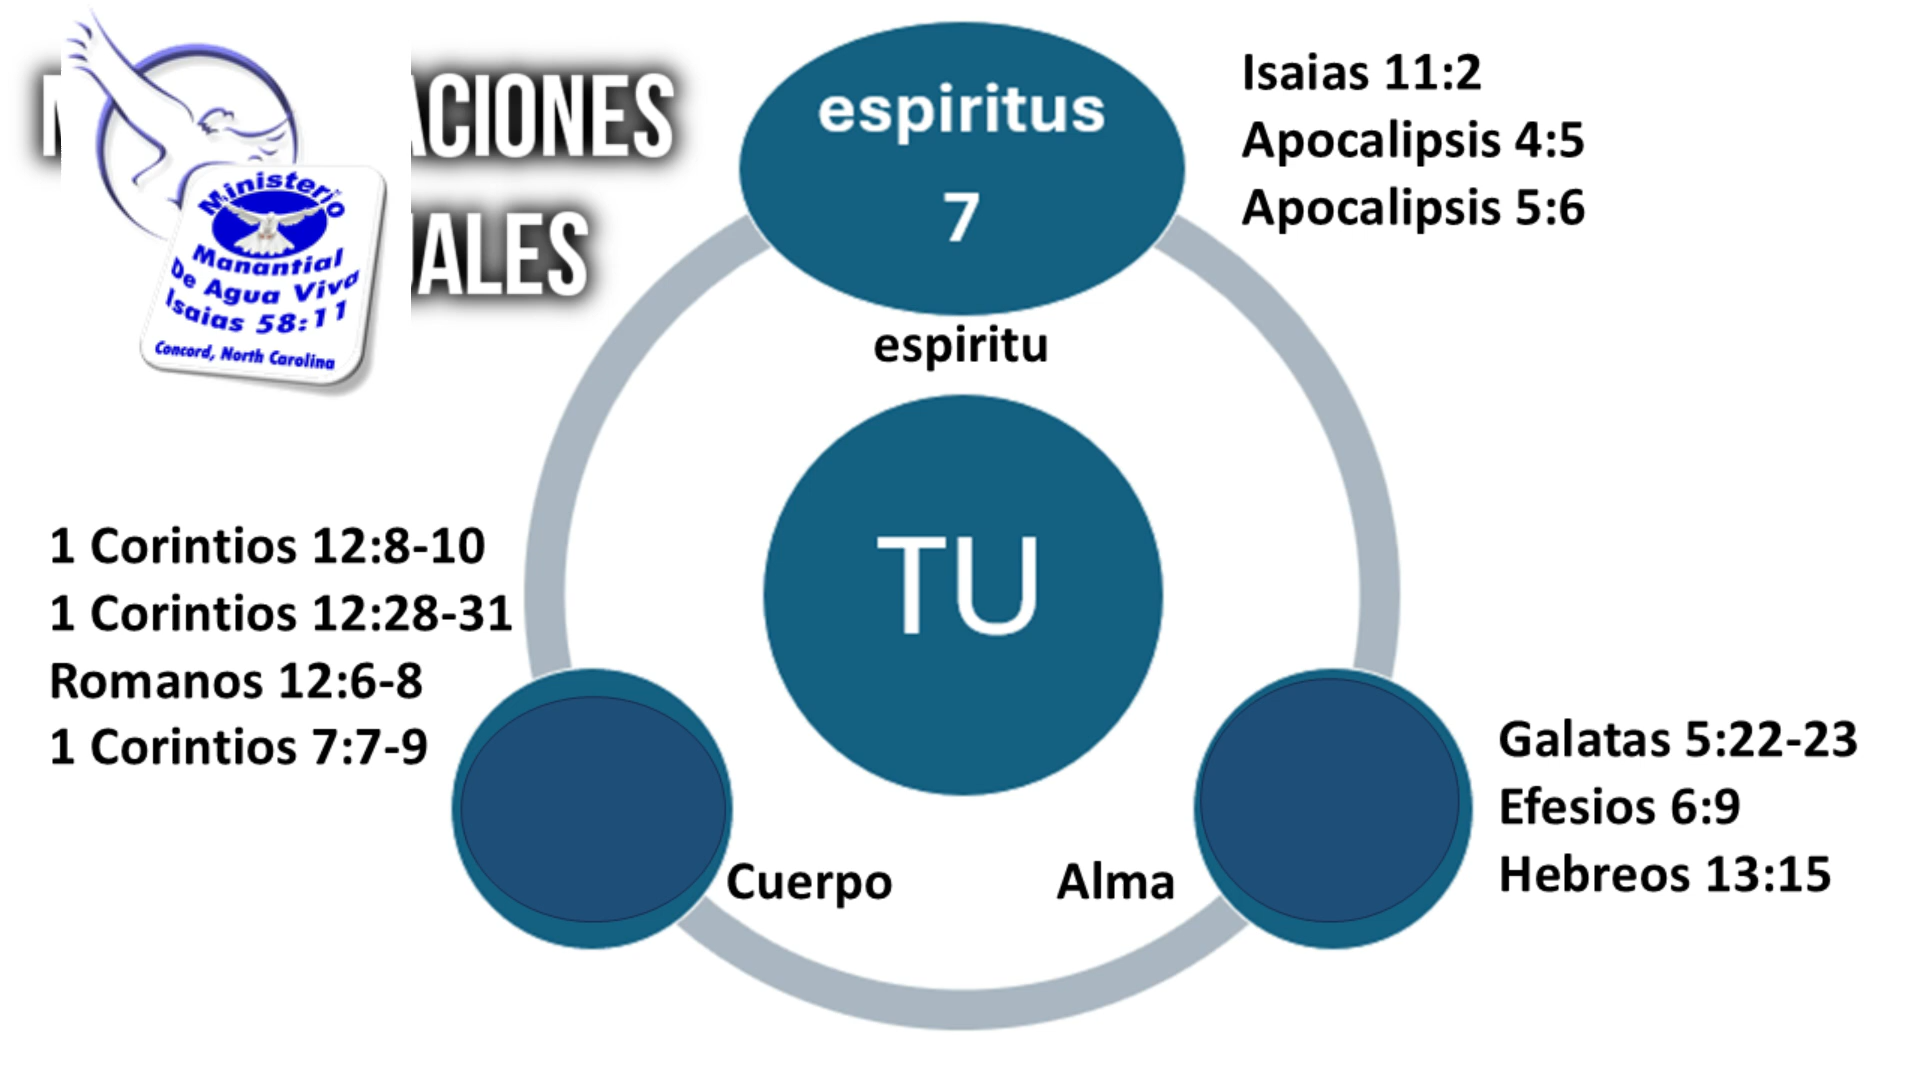 ACIONES
ALES
Ministerio
Manantial
De Agua Viva
Isaias 58:11
Concord, North Carolina
espiritus
7
Isaias 11:2
Apocalipsis 4:5
Apocalipsis 5:6
espiritu
TU
1 Corintios 12:8-10
1 Corintios 12:28-31
Romanos 12:6-8
1 Corintios 7:7-9
Galatas 5:22-23
Efesios 6:9
Hebreos 13:15
Cuerpo
Alma